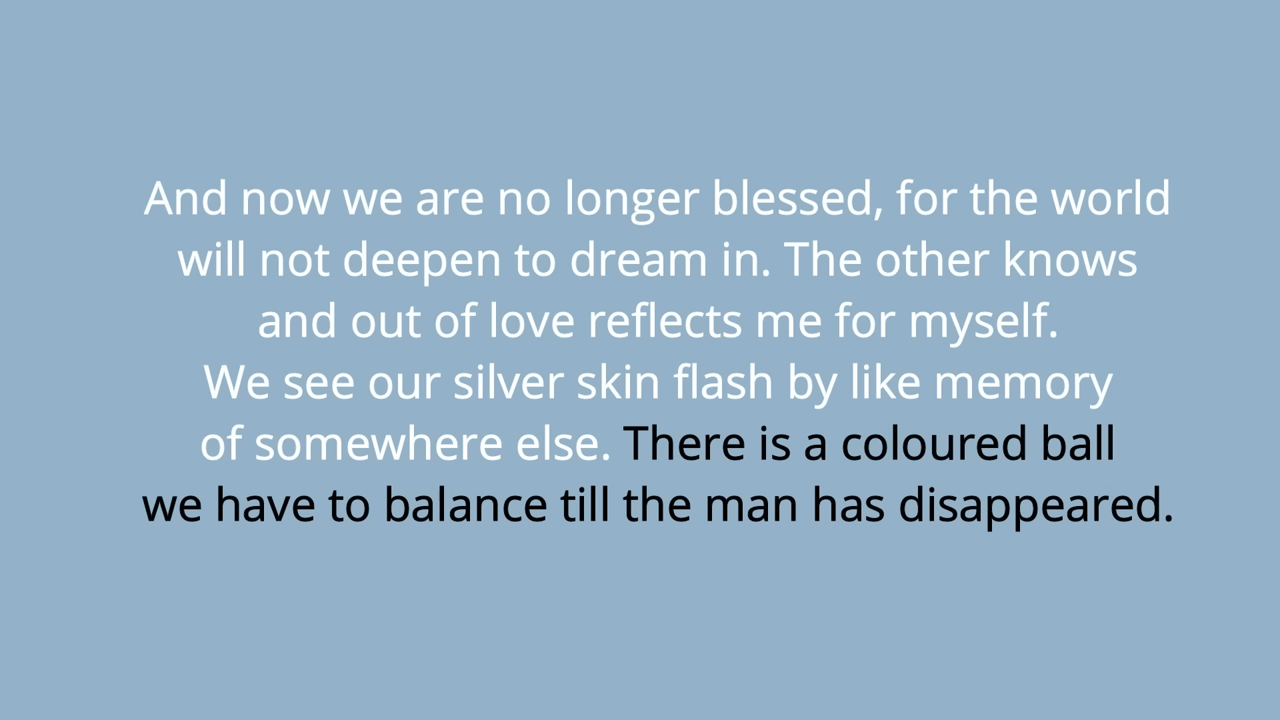 And now we are no longer blessed, for the world
will not deepen to dream in. The other knows
and out of love reflects me for myself.
We see our silver skin flash by like memory
of somewhere else. There is a coloured ball
we have to balance till the man has disappeared.